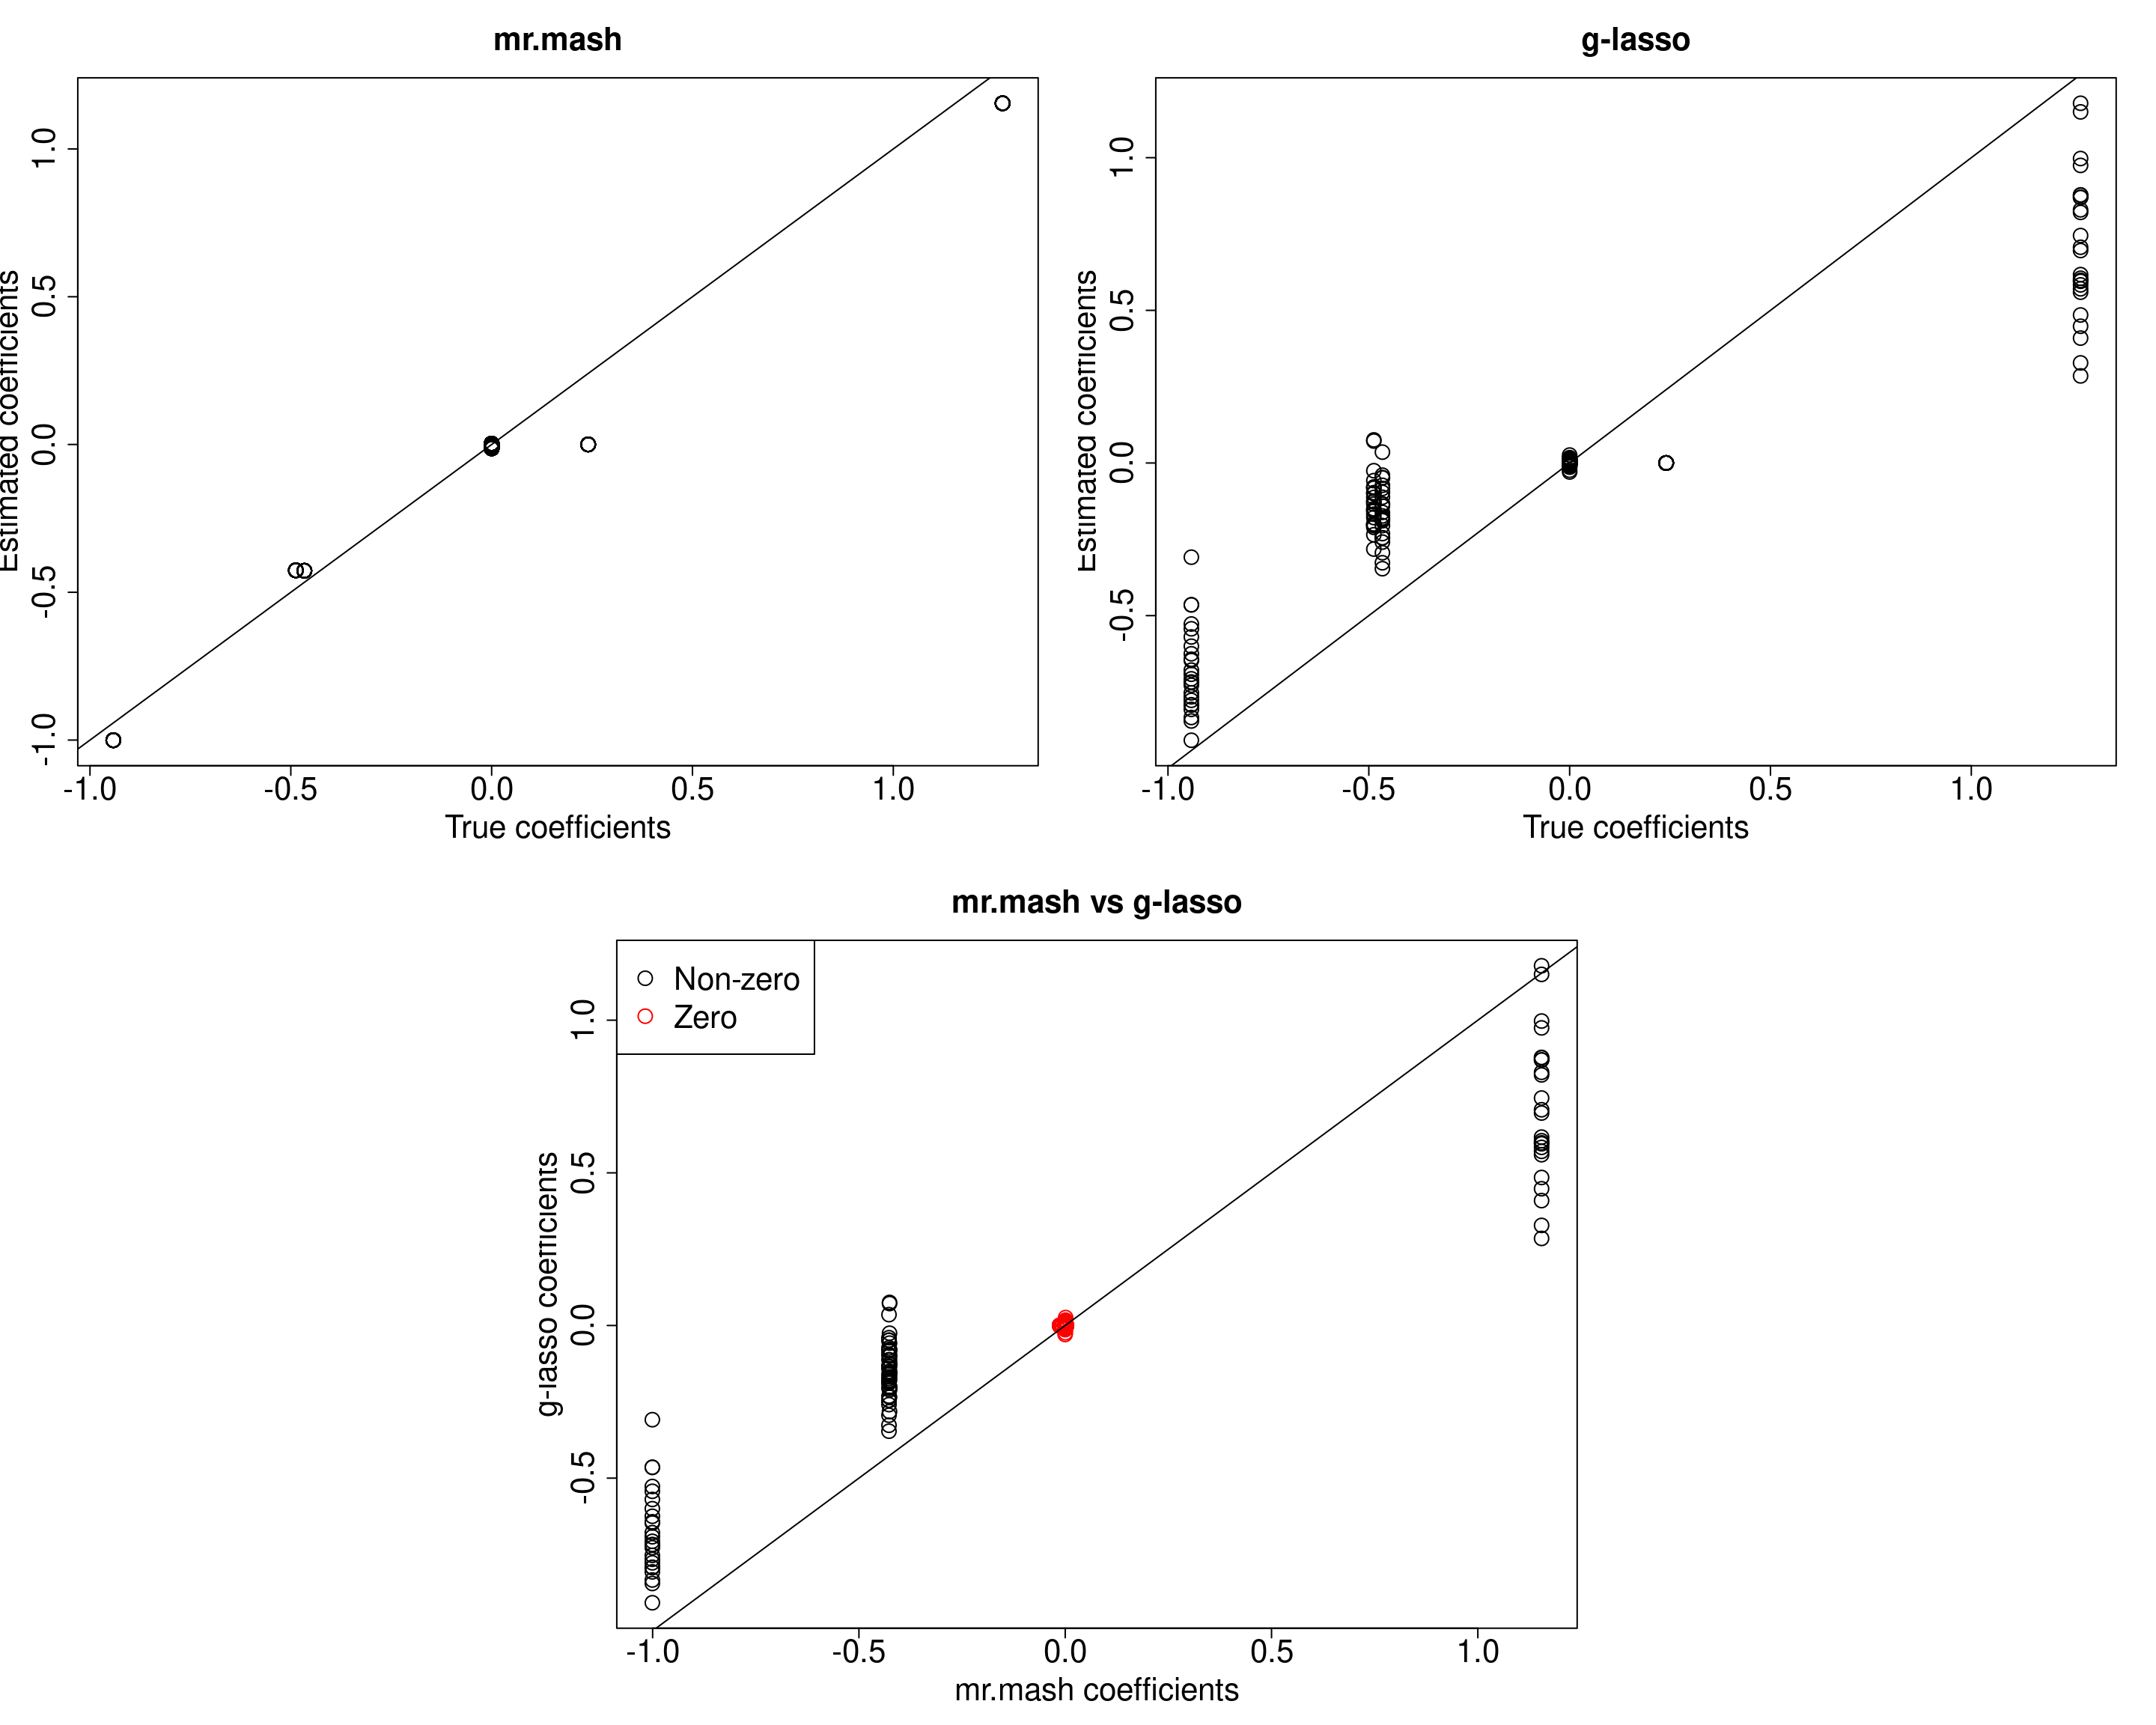 mr.mash
g-lasso
Estimated coefficients
1.0
0.5
0.0
-0.5
-1.0
-1.0 -0.5 0.0 0.5 1.0
True coefficients
Estimated coefficients
1.0
0.5
0.0
-0.5
-1.0 -0.5 0.0 0.5 1.0
True coefficients
mr.mash vs g-lasso
Non-zero
Zero
g-lasso coefficients
1.0
0.5
0.0
-0.5
-1.0 -0.5 0.0 0.5 1.0
mr.mash coefficients